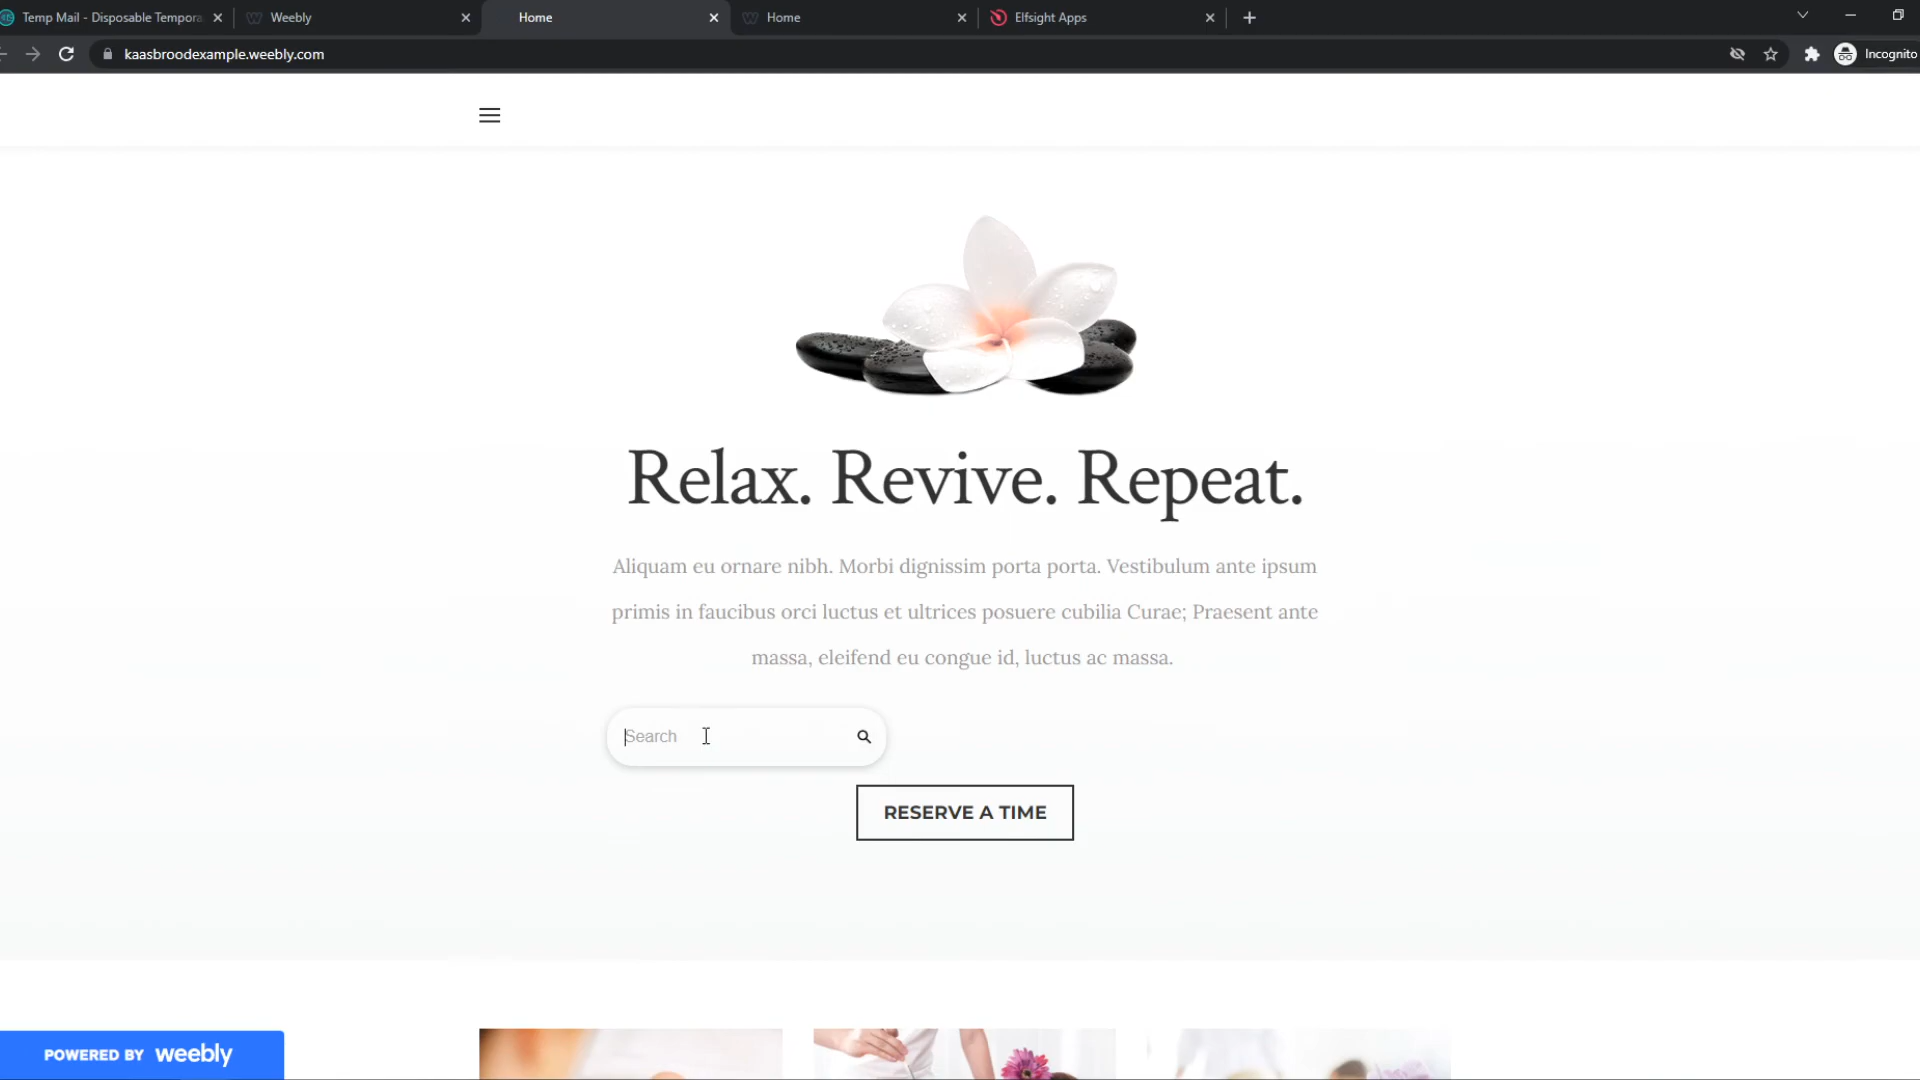 Temp Mail - Disposable Tempora
Weebly
Home
Home
Elfsight Apps
kaasbroodexample.weebly.com
Incognito
Relax. Revive. Repeat.
Aliquam eu ornare nibh. Morbi dignissim porta porta. Vestibulum ante ipsum
primis in faucibus orci luctus et ultrices posuere cubilia Curae; Praesent ante
massa, eleifend eu congue id, luctus ac massa.
Search
RESERVE A TIME
POWERED BY weebly